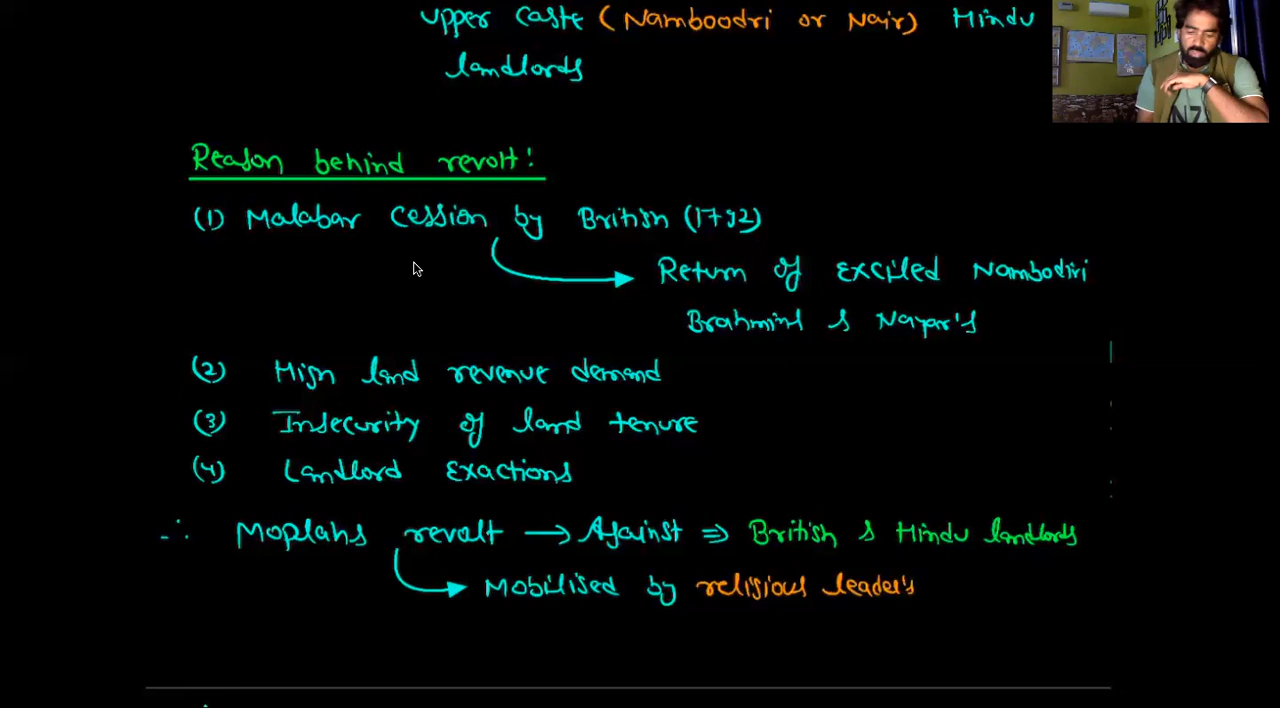 upper caste (Namboodri or Nair) Hindu
landlords
Reason behind revolt!
(1) Malabar cession by British (1792)
Return of exciled Nambodiri
Brahmins & Nayar's
(2) High land revenue demand
(3) Insecurity of land tenure
(4) Landlord Exactions
∴ Moplahs revolt → Against ⇒ British & Hindu landlords
Mobilised by religious leader's